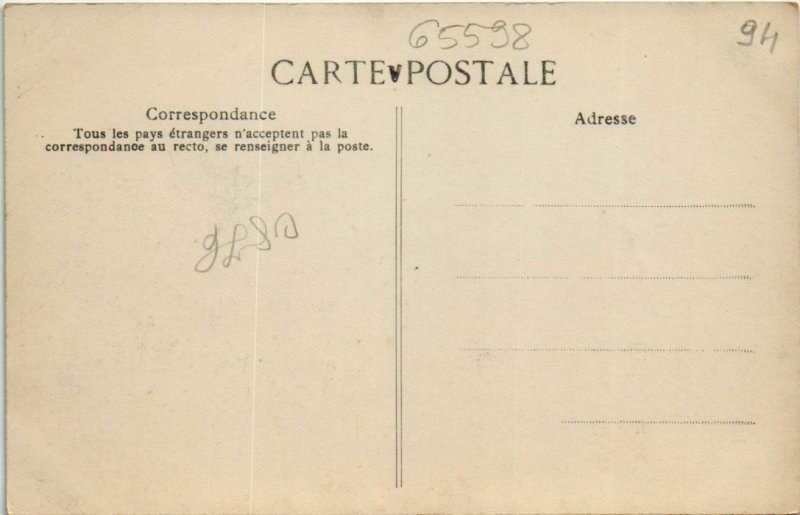 65598
94
CARTE POSTALE
Correspondance
Tous les pays étrangers n'acceptent pas la
correspondance au recto, se renseigner à la poste.
Adresse